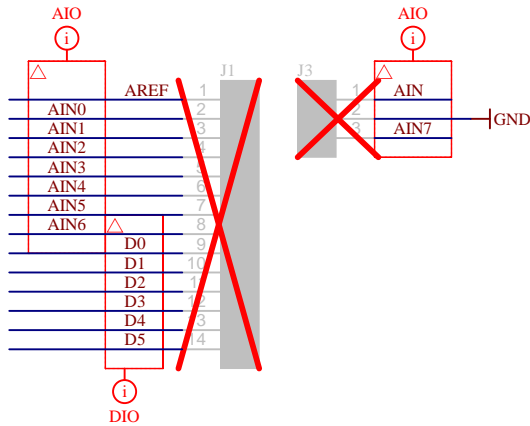 AIO
i
J1
AREF 1
AIN0 2
AIN1 3
AIN2 4
AIN3 5
AIN4 6
AIN5 7
AIN6 8
D0 9
D1 10
D2 1
D3 12
D4 3
D5 14
i
DIO
AIO
i
J3
1 AIN
2 GND
3 AIN7